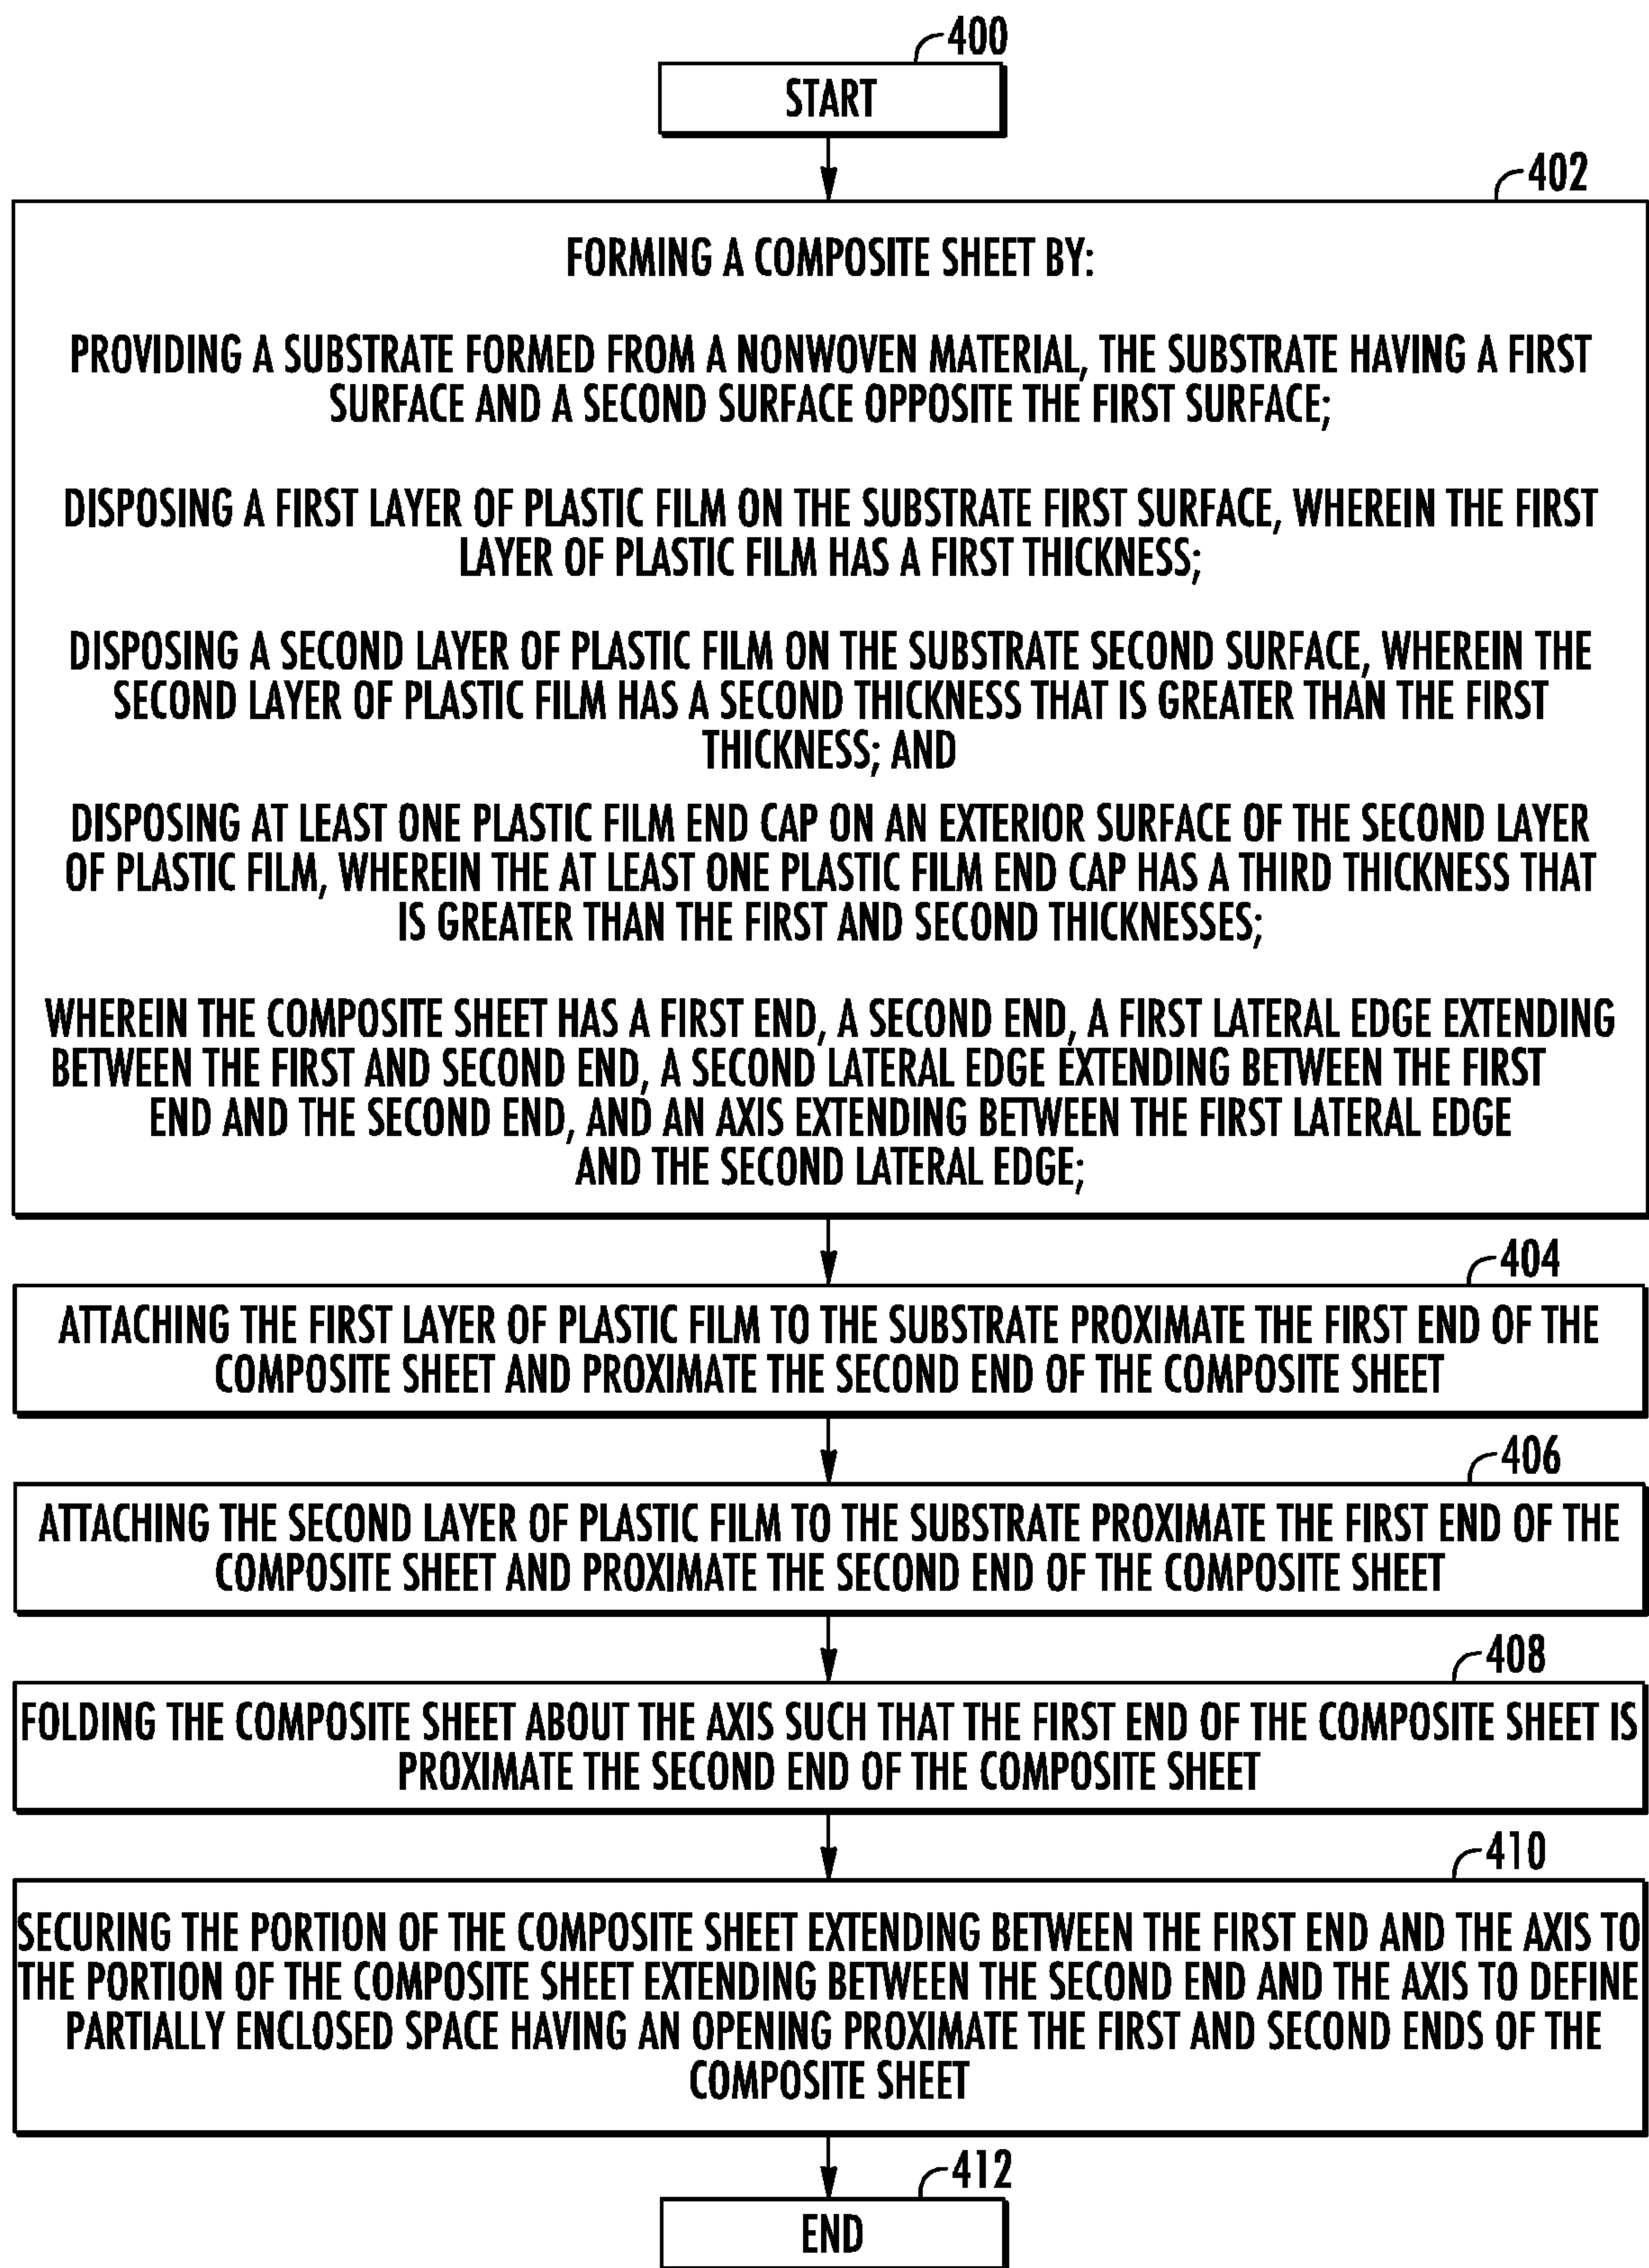 400
START
402
FORMING A COMPOSITE SHEET BY:
PROVIDING A SUBSTRATE FORMED FROM A NONWOVEN MATERIAL, THE SUBSTRATE HAVING A FIRST
SURFACE AND A SECOND SURFACE OPPOSITE THE FIRST SURFACE;
DISPOSING A FIRST LAYER OF PLASTIC FILM ON THE SUBSTRATE FIRST SURFACE, WHEREIN THE FIRST
LAYER OF PLASTIC FILM HAS A FIRST THICKNESS;
DISPOSING A SECOND LAYER OF PLASTIC FILM ON THE SUBSTRATE SECOND SURFACE, WHEREIN THE
SECOND LAYER OF PLASTIC FILM HAS A SECOND THICKNESS THAT IS GREATER THAN THE FIRST
THICKNESS; AND
DISPOSING AT LEAST ONE PLASTIC FILM END CAP ON AN EXTERIOR SURFACE OF THE SECOND LAYER
OF PLASTIC FILM, WHEREIN THE AT LEAST ONE PLASTIC FILM END CAP HAS A THIRD THICKNESS THAT
IS GREATER THAN THE FIRST AND SECOND THICKNESSES;
WHEREIN THE COMPOSITE SHEET HAS A FIRST END, A SECOND END, A FIRST LATERAL EDGE EXTENDING
BETWEEN THE FIRST AND SECOND END, A SECOND LATERAL EDGE EXTENDING BETWEEN THE FIRST
END AND THE SECOND END, AND AN AXIS EXTENDING BETWEEN THE FIRST LATERAL EDGE
AND THE SECOND LATERAL EDGE;
404
ATTACHING THE FIRST LAYER OF PLASTIC FILM TO THE SUBSTRATE PROXIMATE THE FIRST END OF THE
COMPOSITE SHEET AND PROXIMATE THE SECOND END OF THE COMPOSITE SHEET
406
ATTACHING THE SECOND LAYER OF PLASTIC FILM TO THE SUBSTRATE PROXIMATE THE FIRST END OF THE
COMPOSITE SHEET AND PROXIMATE THE SECOND END OF THE COMPOSITE SHEET
408
FOLDING THE COMPOSITE SHEET ABOUT THE AXIS SUCH THAT THE FIRST END OF THE COMPOSITE SHEET IS
PROXIMATE THE SECOND END OF THE COMPOSITE SHEET
410
SECURING THE PORTION OF THE COMPOSITE SHEET EXTENDING BETWEEN THE FIRST END AND THE AXIS TO
THE PORTION OF THE COMPOSITE SHEET EXTENDING BETWEEN THE SECOND END AND THE AXIS TO DEFINE
PARTIALLY ENCLOSED SPACE HAVING AN OPENING PROXIMATE THE FIRST AND SECOND ENDS OF THE
COMPOSITE SHEET
412
END